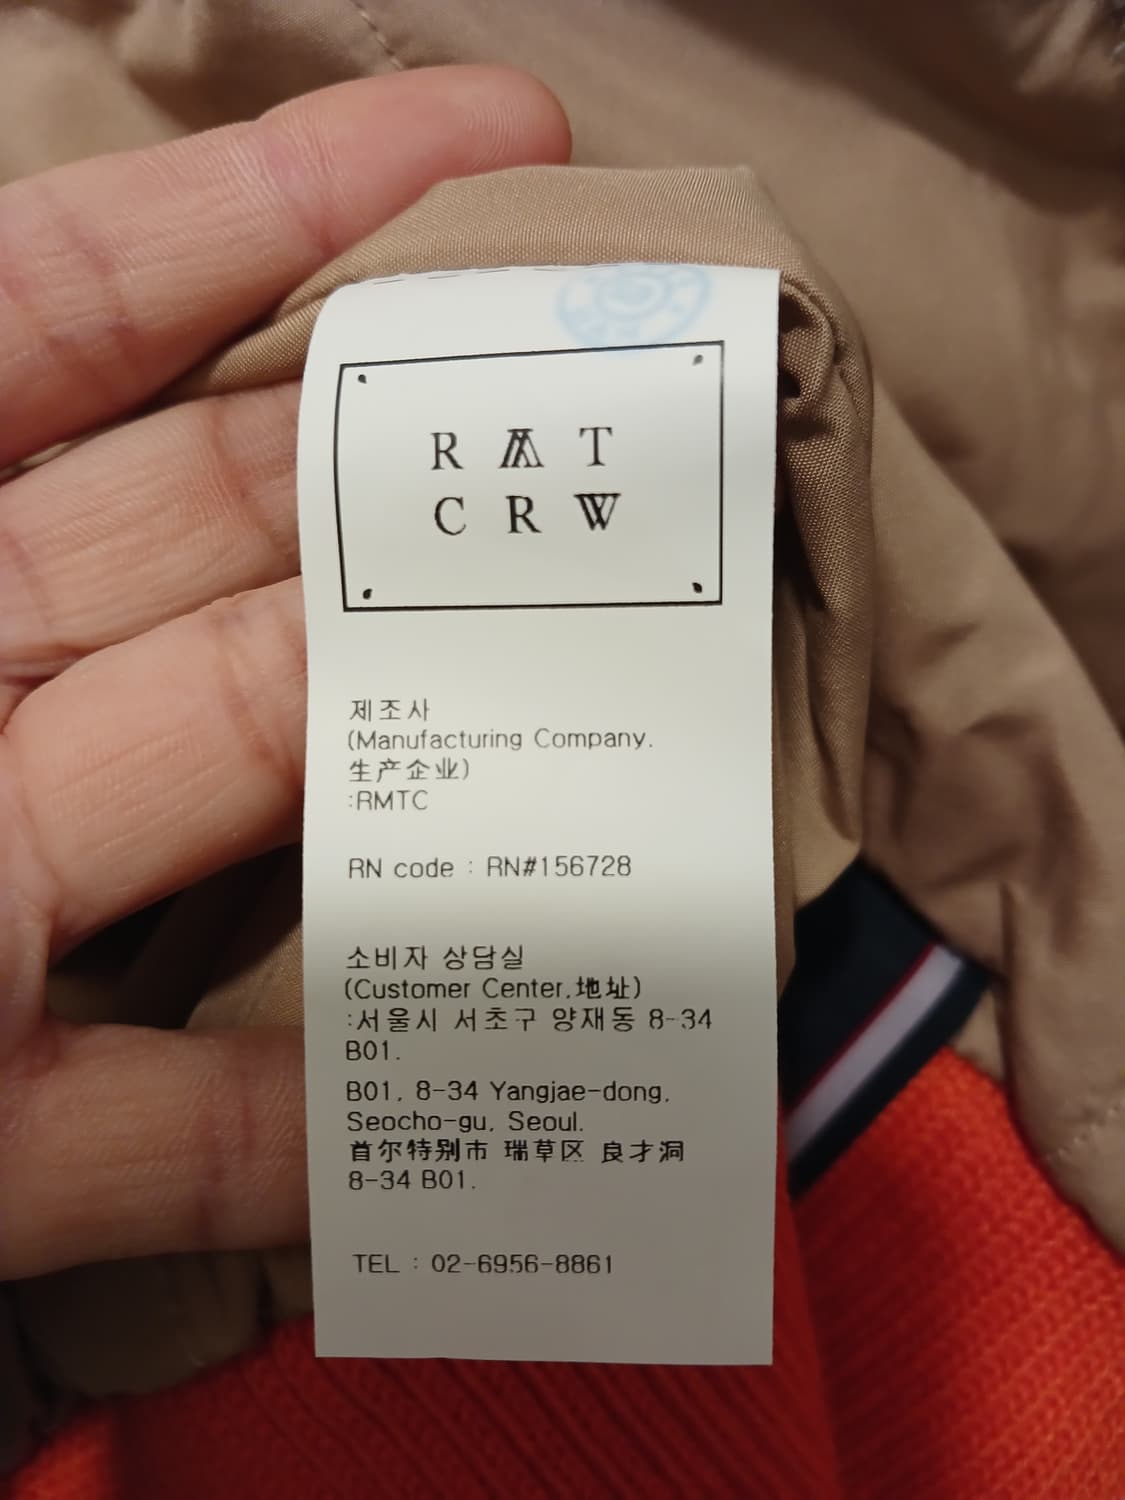 R M T
C R W
제조사
(Manufacturing Company.
生产企业)
:RMTC
RN code : RN#156728
소비자 상담실
(Customer Center.地址)
:서울시 서초구 양재동 8-34
B01.
B01, 8-34 Yangjae-dong,
Seocho-gu, Seoul.
首尔特别市 瑞草区 良才洞
8-34 B01.
TEL : 02-6956-8861